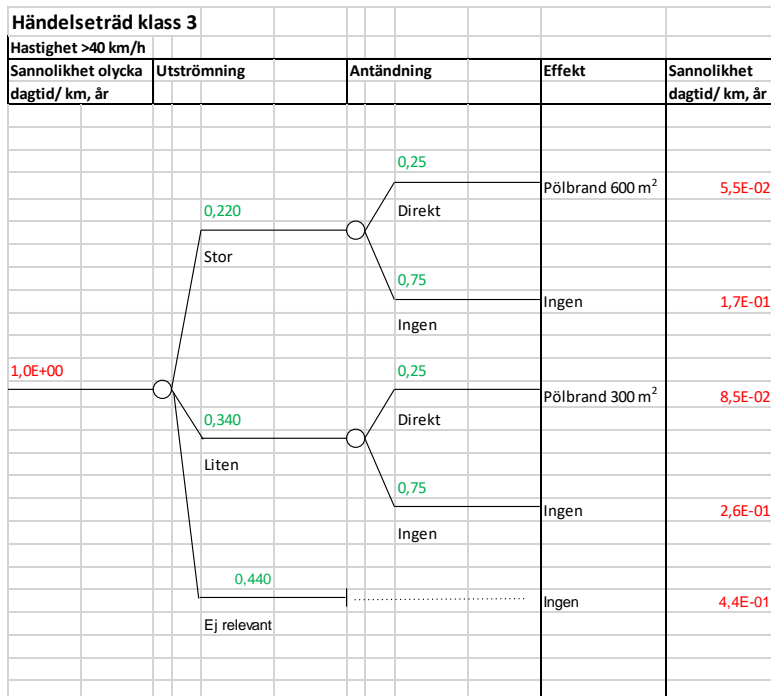 Händelseträd klass 3
Hastighet >40 km/h
Sannolikhet olycka Utströmning Antändning Effekt Sannolikhet
dagtid/ km, år dagtid/ km, år
0,25
Pölbrand 600 m² 5,5E-02
0,220 Direkt
Stor
0,75
Ingen 1,7E-01
Ingen
1,0E+00 0,25
Pölbrand 300 m² 8,5E-02
0,340 Direkt
Liten
0,75
Ingen 2,6E-01
Ingen
0,440
Ingen 4,4E-01
Ej relevant